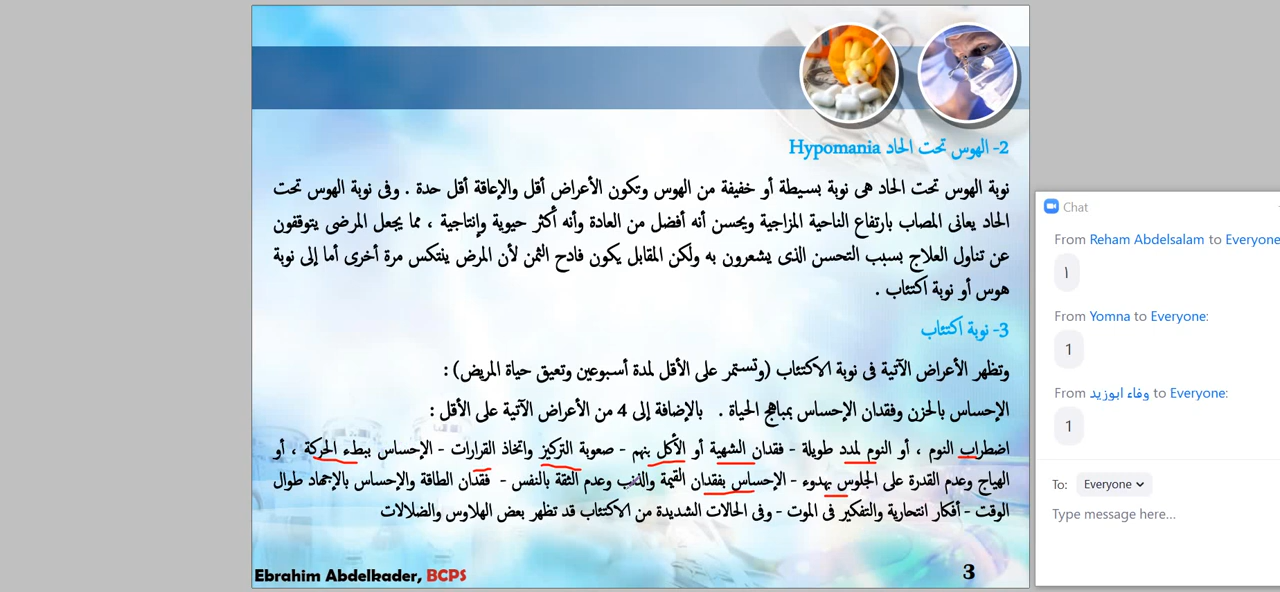 2- الهوس تحت الحاد Hypomania
نوبة الهوس تحت الحاد هى نوبة بسيطة أو خفيفة من الهوس وتكون الأعراض أقل والإعاقة أقل حدة . وفى نوبة الهوس تحت
الحاد يعانى المصاب بارتفاع الناحية المزاجية ويحسن أنه أفضل من العادة وأنه أكثر حيوية وإنتاجية ، مما يجعل المرضى يتوقفون
عن تناول العلاج بسبب التحسن الذى يشعرون به ولكن المقابل يكون فادح الثمن لأن المرض ينتكس مرة أخرى أما إلى نوبة
هوس أو نوبة اكتئاب .
3- نوبة اكتئاب
وتظهر الأعراض الآتية فى نوبة الاكتئاب (وتستمر على الأقل لمدة أسبوعين وتعيق حياة المريض) :
الإحساس بالحزن وفقدان الإحساس بمباهج الحياة . بالإضافة إلى 4 من الأعراض الآتية على الأقل :
اضطراب النوم ، أو النوم لمدد طويلة - فقدان الشهية أو الأكل بنهم - صعوبة التركيز واتخاذ القرارات - الإحساس ببطء الحركة ، أو
الهياج وعدم القدرة على الجلوس بهدوء - الإحساس بفقدان القيمة والذنب وعدم الثقة بالنفس - فقدان الطاقة والإحساس بالإجهاد طوال
الوقت - أفكار انتحارية والتفكير فى الموت - وفى الحالات الشديدة من الاكتئاب قد تظهر بعض الهلاوس والضلالات
Ebrahim Abdelkader, BCPS
3
Chat
From Reham Abdelsalam to Everyone
١
From Yomna to Everyone:
1
From وفاء ابوزيد to Everyone:
1
To: Everyone
Type message here...